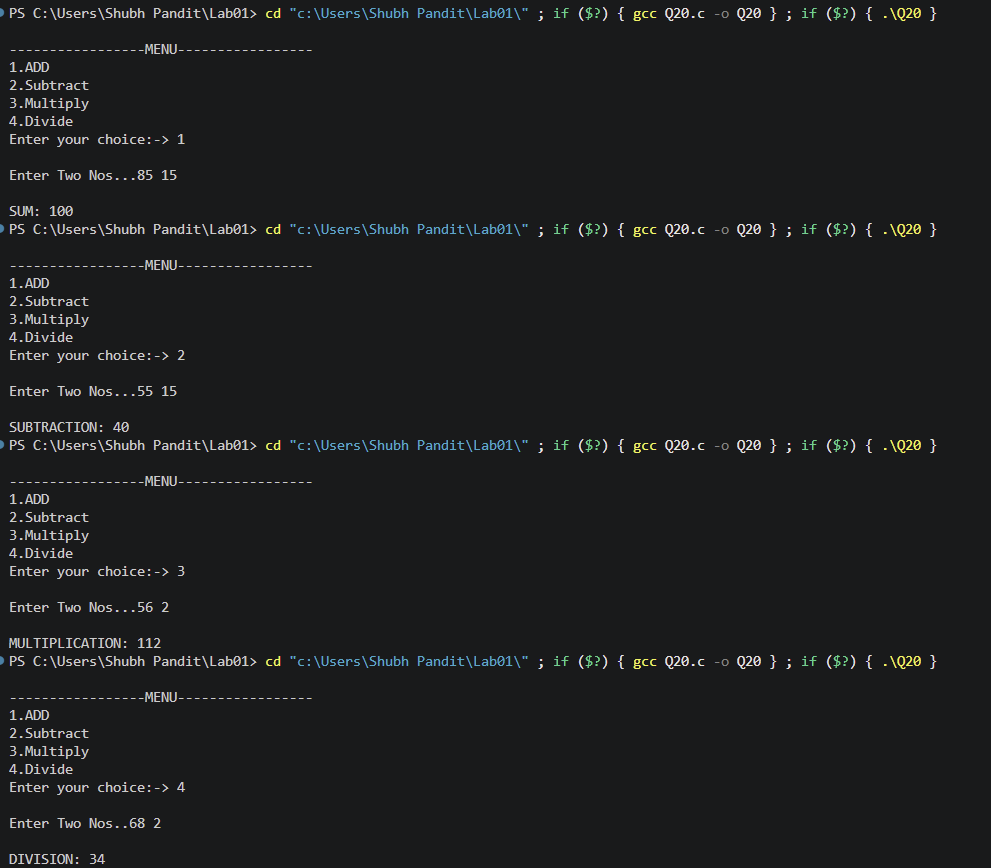 PS C:\Users\Shubh Pandit\Lab01> cd "c:\Users\Shubh Pandit\Lab01\" ; if ($?) { gcc Q20.c -o Q20 } ; if ($?) { .\Q20 }
-----------------MENU-----------------
1.ADD
2.Subtract
3.Multiply
4.Divide
Enter your choice:-> 1
Enter Two Nos...85 15
SUM: 100
PS C:\Users\Shubh Pandit\Lab01> cd "c:\Users\Shubh Pandit\Lab01\" ; if ($?) { gcc Q20.c -o Q20 } ; if ($?) { .\Q20 }
-----------------MENU-----------------
1.ADD
2.Subtract
3.Multiply
4.Divide
Enter your choice:-> 2
Enter Two Nos...55 15
SUBTRACTION: 40
PS C:\Users\Shubh Pandit\Lab01> cd "c:\Users\Shubh Pandit\Lab01\" ; if ($?) { gcc Q20.c -o Q20 } ; if ($?) { .\Q20 }
-----------------MENU-----------------
1.ADD
2.Subtract
3.Multiply
4.Divide
Enter your choice:-> 3
Enter Two Nos...56 2
MULTIPLICATION: 112
PS C:\Users\Shubh Pandit\Lab01> cd "c:\Users\Shubh Pandit\Lab01\" ; if ($?) { gcc Q20.c -o Q20 } ; if ($?) { .\Q20 }
-----------------MENU-----------------
1.ADD
2.Subtract
3.Multiply
4.Divide
Enter your choice:-> 4
Enter Two Nos..68 2
DIVISION: 34